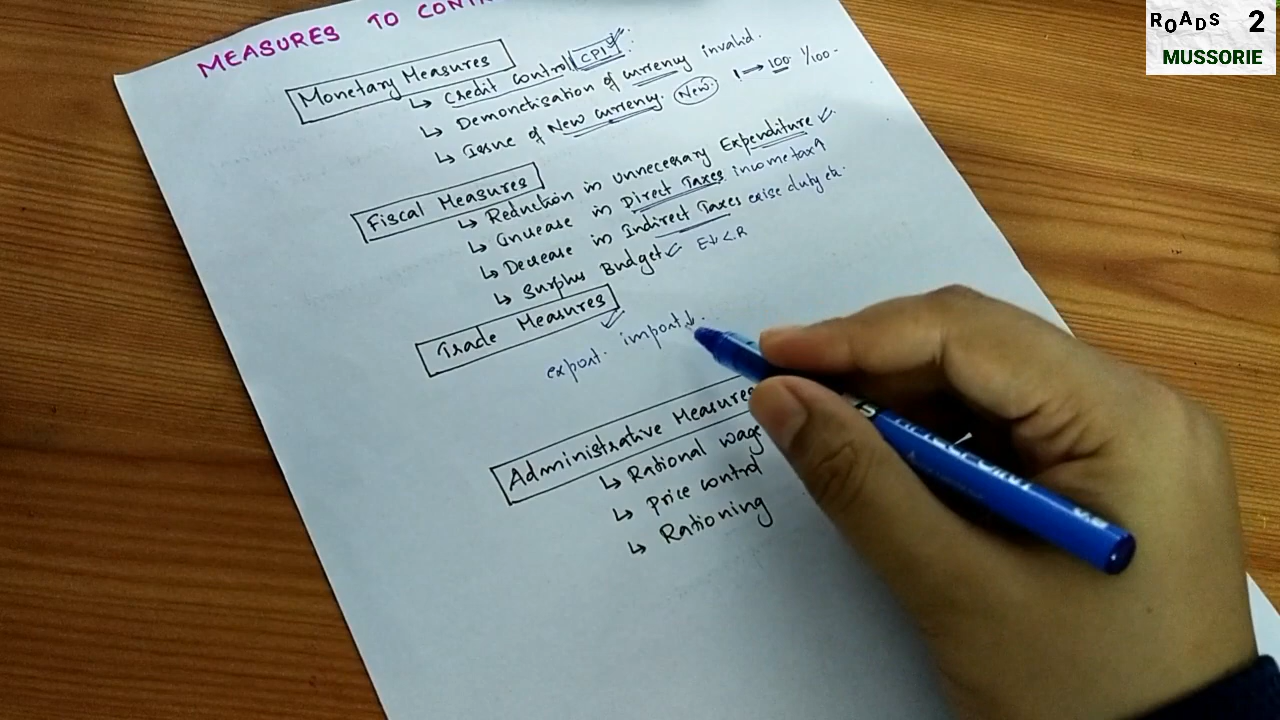 ROADS 2
MUSSORIE
MEASURES TO CONT
Monetary Measures
↳ Credit control CPI
↳ Demonetisation of currency invalid.
↳ Issue of New currency. New. 1 → 100 1/100
Fiscal Measures
↳ Reduction in unnecessary Expenditure
↳ Increase in Direct Taxes income tax↑
↳ Decrease in Indirect Taxes exise duty etc.
↳ Surplus Budget E↓ < R
Trade Measures
export. import↓.
Administrative Measures
↳ Rational wage
↳ Price control
↳ Rationing